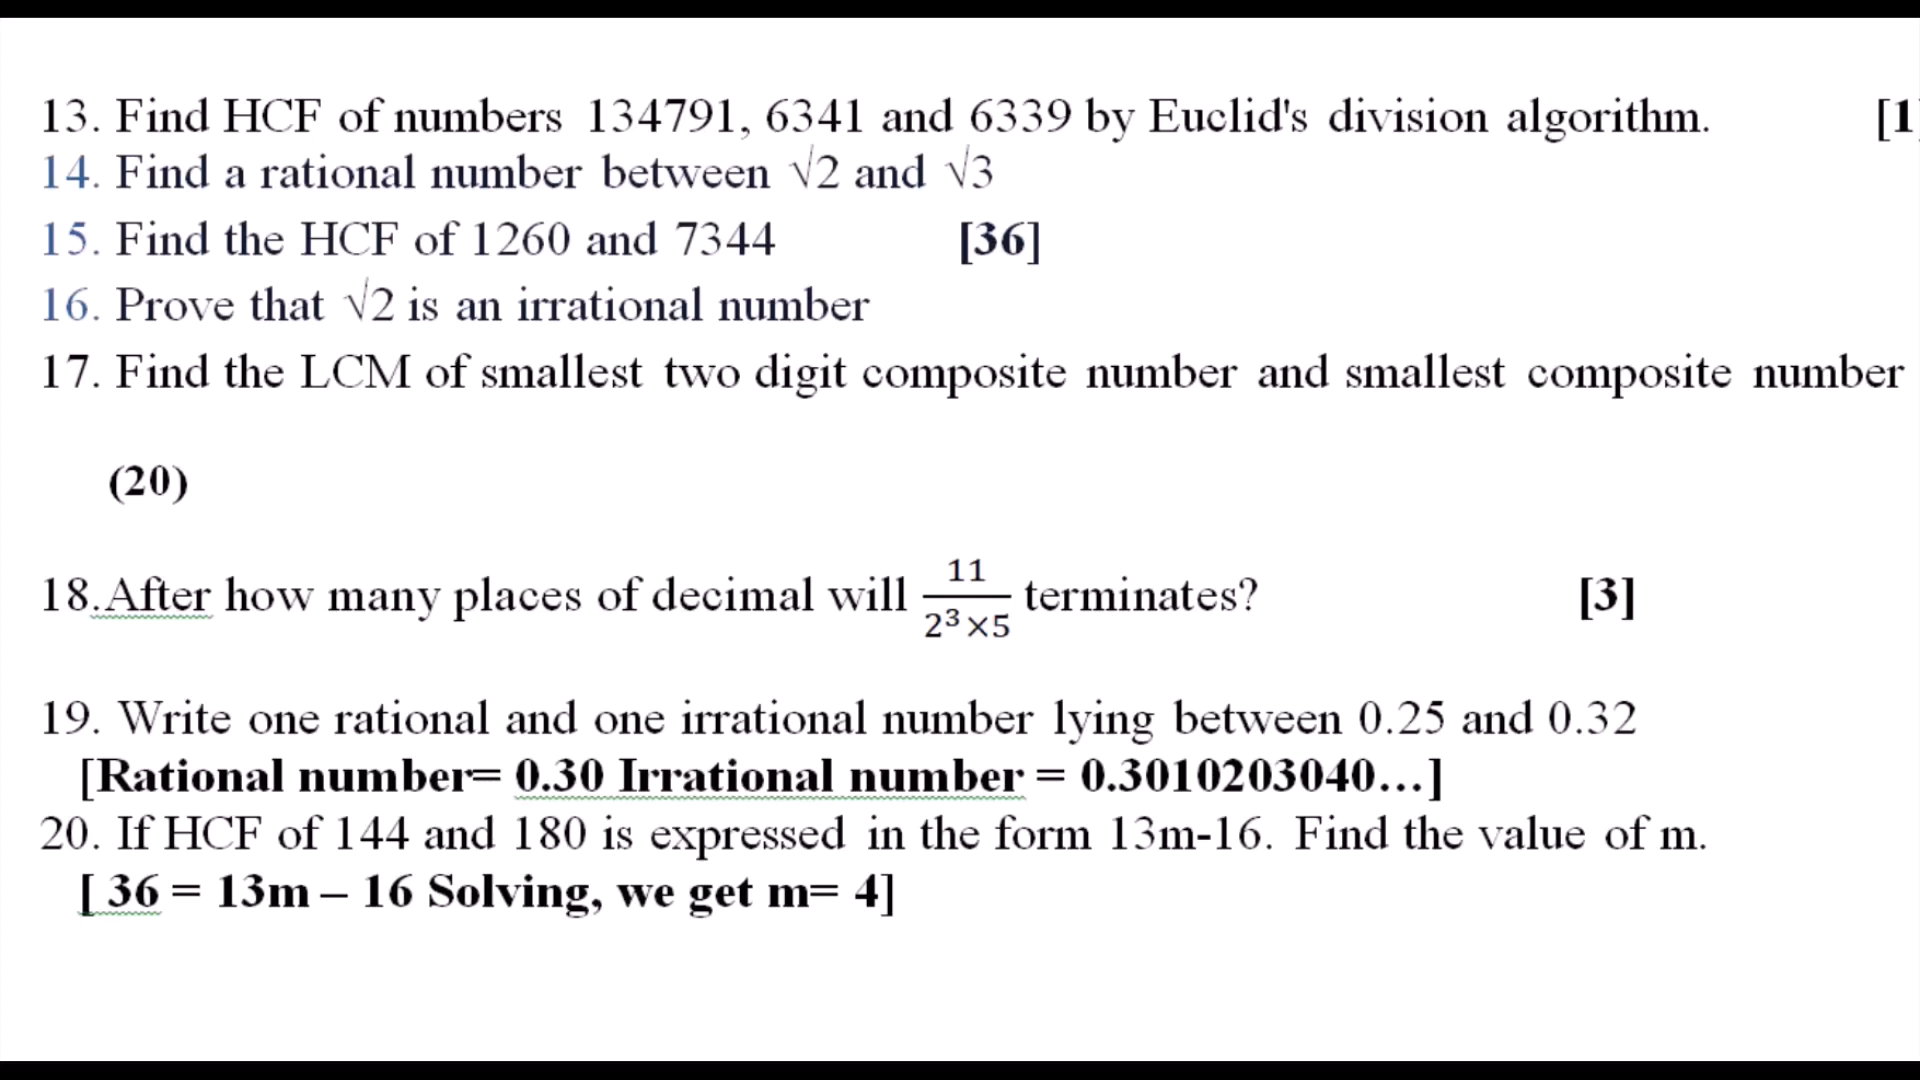 13. Find HCF of numbers 134791, 6341 and 6339 by Euclid's division algorithm. [1]
14. Find a rational number between √2 and √3
15. Find the HCF of 1260 and 7344 [36]
16. Prove that √2 is an irrational number
17. Find the LCM of smallest two digit composite number and smallest composite number
(20)
18.After how many places of decimal will 11/2³×5 terminates? [3]
19. Write one rational and one irrational number lying between 0.25 and 0.32
[Rational number= 0.30 Irrational number = 0.3010203040...]
20. If HCF of 144 and 180 is expressed in the form 13m-16. Find the value of m.
[ 36 = 13m – 16 Solving, we get m= 4]